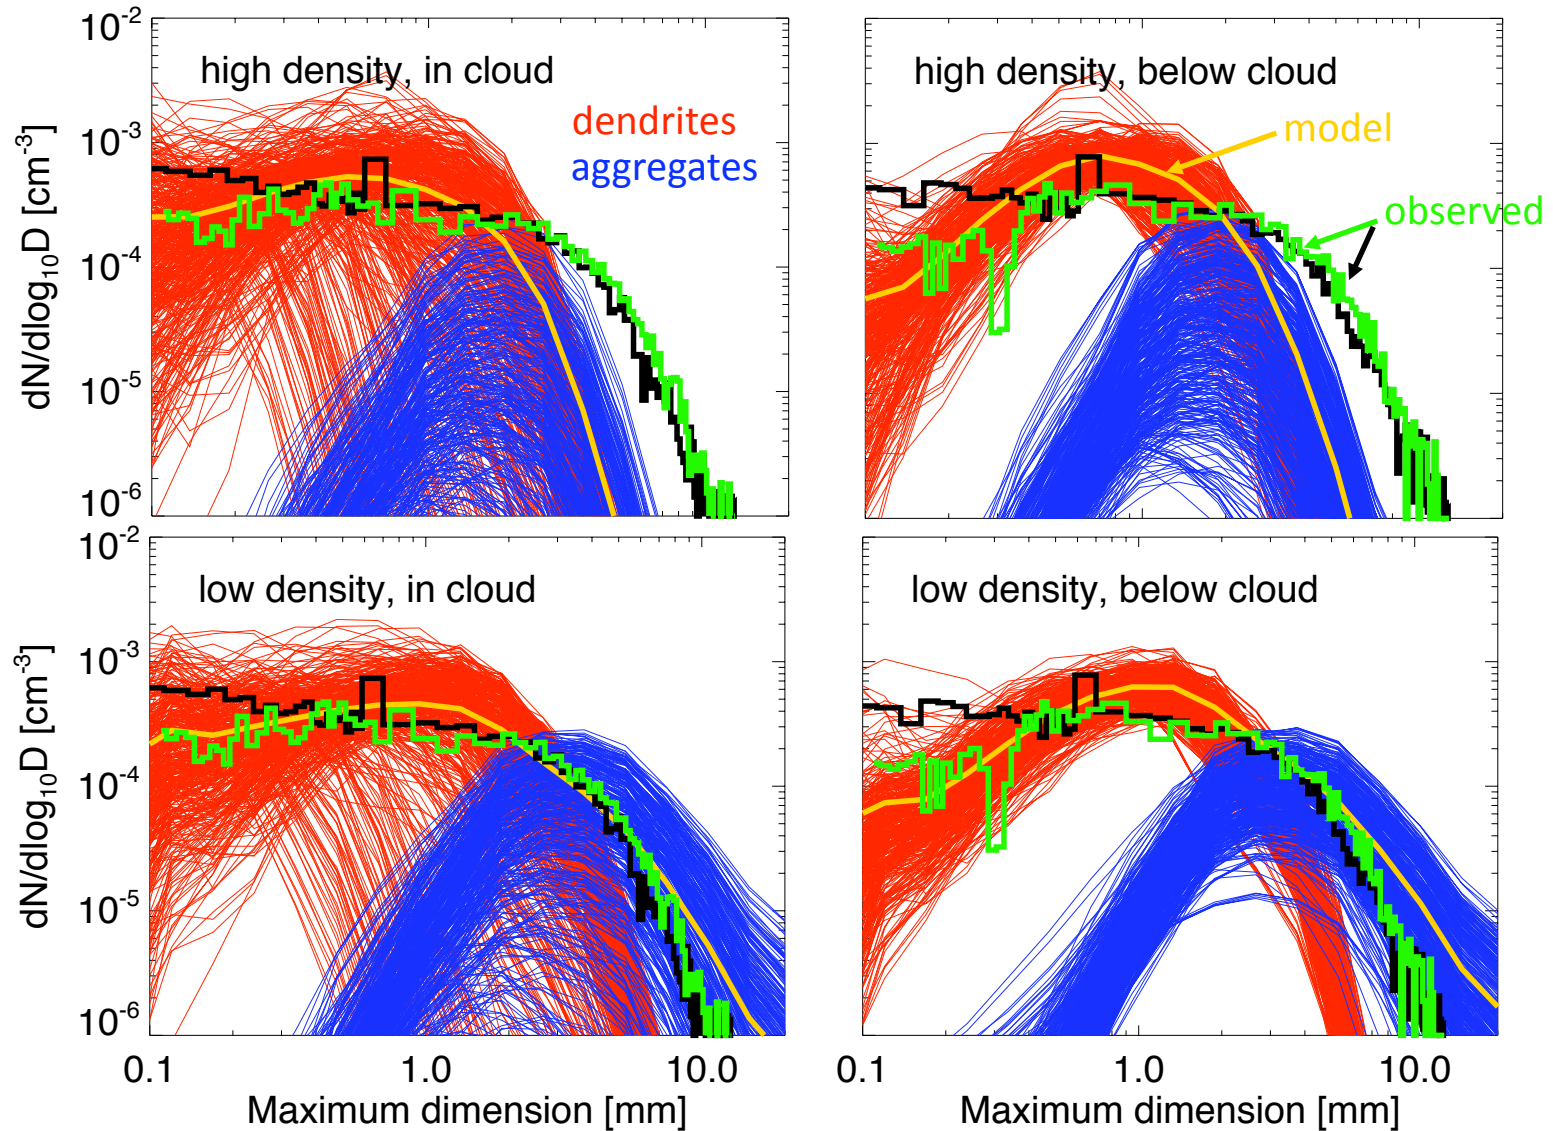 10⁻²
10⁻³
10⁻⁴
10⁻⁵
10⁻⁶
dN/dlog₁₀D [cm⁻³]
high density, in cloud
dendrites
aggregates
high density, below cloud
model
observed
10⁻²
10⁻³
10⁻⁴
10⁻⁵
10⁻⁶
dN/dlog₁₀D [cm⁻³]
low density, in cloud
low density, below cloud
0.1 1.0 10.0
0.1 1.0 10.0
Maximum dimension [mm]
Maximum dimension [mm]